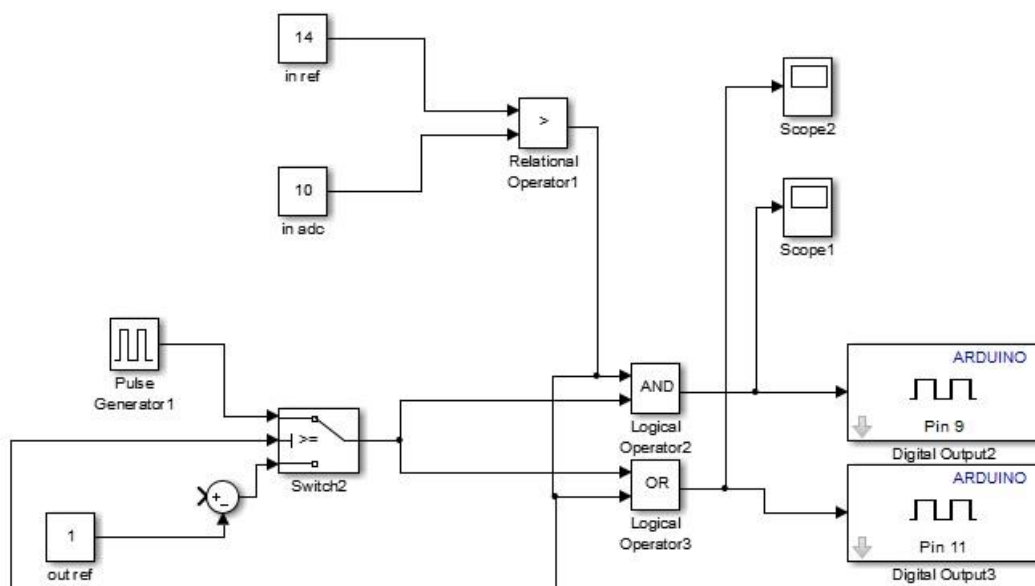 14
in ref
>
Relational
Operator1
10
in adc
Scope2
Scope1
Pulse
Generator1
>=
Switch2
+
-
1
out ref
AND
Logical
Operator2
OR
Logical
Operator3
ARDUINO
Pin 9
Digital Output2
ARDUINO
Pin 11
Digital Output3